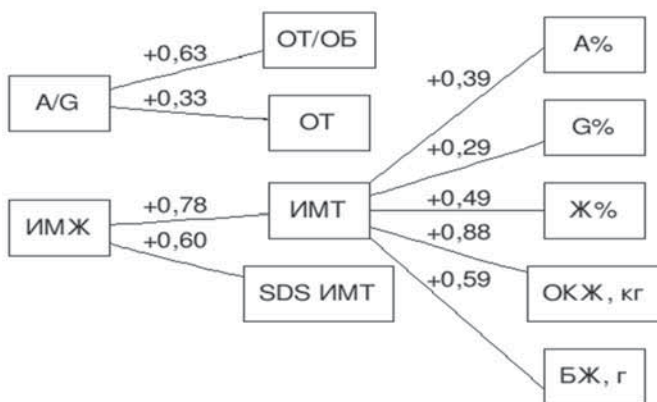 A/G
+0,63
ОТ/ОБ
+0,33
ОТ
ИМЖ
+0,78
ИМТ
+0,60
SDS ИМТ
+0,39
А%
+0,29
G%
+0,49
Ж%
+0,88
ОКЖ, кг
+0,59
БЖ, г